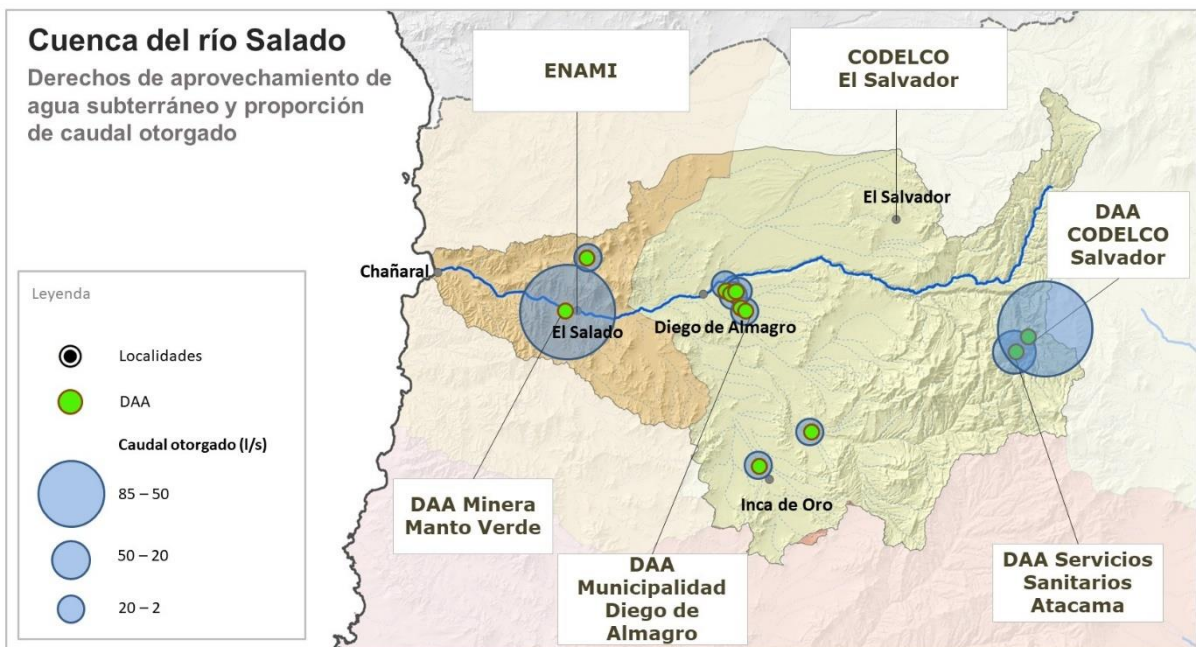 Cuenca del río Salado
Derechos de aprovechamiento de
agua subterráneo y proporción
de caudal otorgado
ENAMI
CODELCO
El Salvador
El Salvador
DAA
CODELCO
Salvador
Chañaral
El Salado
Diego de Almagro
Inca de Oro
Leyenda
Localidades
DAA
Caudal otorgado (l/s)
85 – 50
50 – 20
20 – 2
DAA Minera
Manto Verde
DAA
Municipalidad
Diego de
Almagro
DAA Servicios
Sanitarios
Atacama